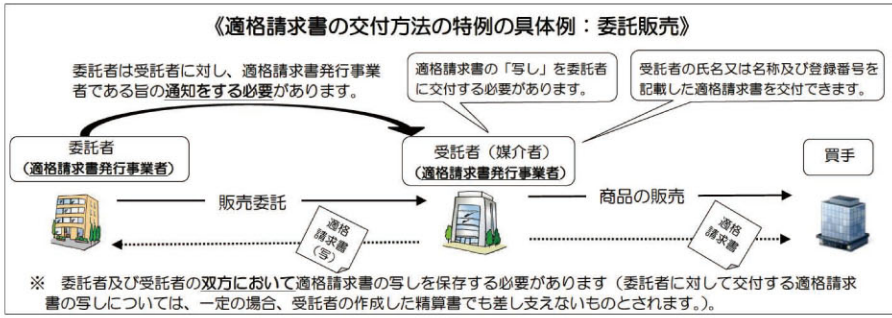 《適格請求書の交付方法の特例の具体例：委託販売》
委託者は受託者に対し、適格請求書発行事業
者である旨の通知をする必要があります。
適格請求書の「写し」を委託者
に交付する必要があります。
受託者の氏名又は名称及び登録番号を
記載した適格請求書を交付できます。
委託者
（適格請求書発行事業者）
受託者（媒介者）
（適格請求書発行事業者）
買手
販売委託
商品の販売
適格
請求書
（写）
適格
請求書
※　委託者及び受託者の双方において適格請求書の写しを保存する必要があります（委託者に対して交付する適格請求
書の写しについては、一定の場合、受託者の作成した精算書でも差し支えないものとされます。）。